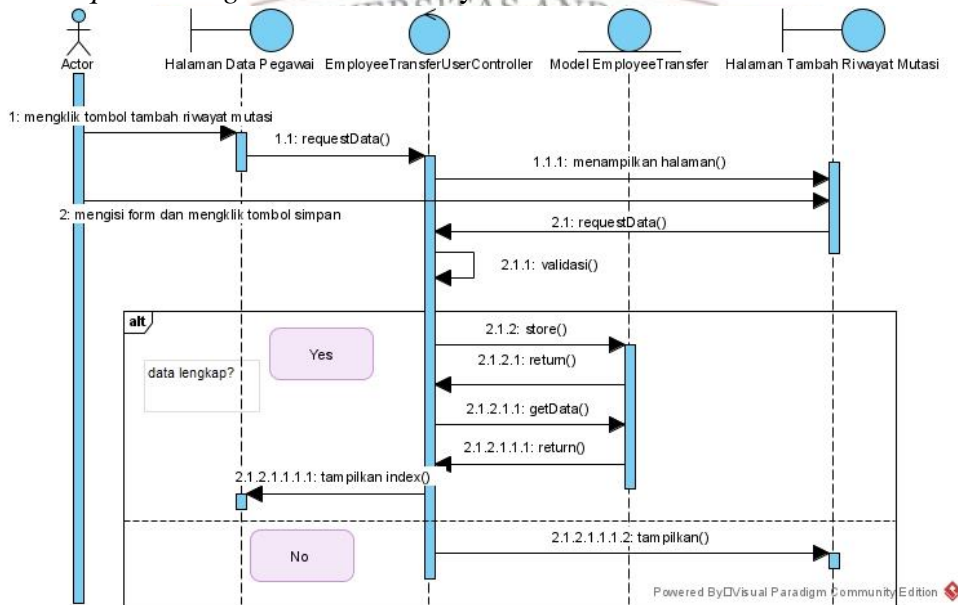 Actor
Halaman Data Pegawai
EmployeeTransferUserController
Model EmployeeTransfer
Halaman Tambah Riwayat Mutasi
1: mengklik tombol tambah riwayat mutasi
1.1: requestData()
1.1.1: menampilkan halaman()
2: mengisi form dan mengklik tombol simpan
2.1: requestData()
2.1.1: validasi()
alt
Yes
data lengkap?
2.1.2: store()
2.1.2.1: return()
2.1.2.1.1: getData()
2.1.2.1.1.1: return()
2.1.2.1.1.1.1: tampilkan index()
No
2.1.2.1.1.1.2: tampilkan()
Powered By Visual Paradigm Community Edition